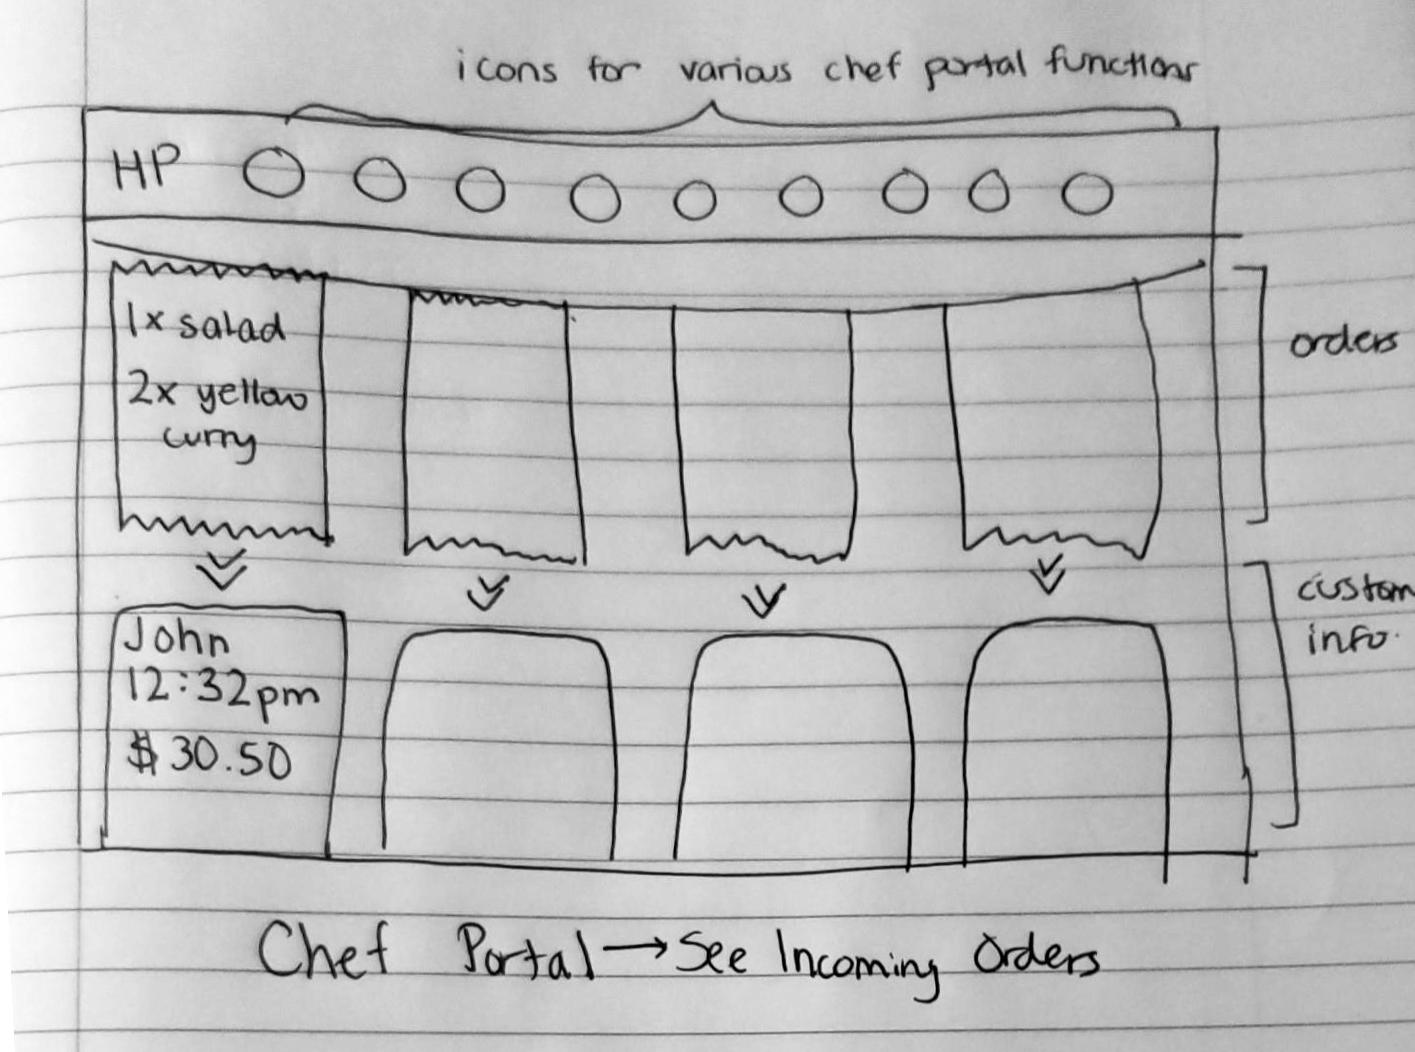 icons for various chef portal functions
HP
1x salad
2x yellow
curry
orders
John
12:32pm
$30.50
custom
info.
Chef Portal → See Incoming Orders